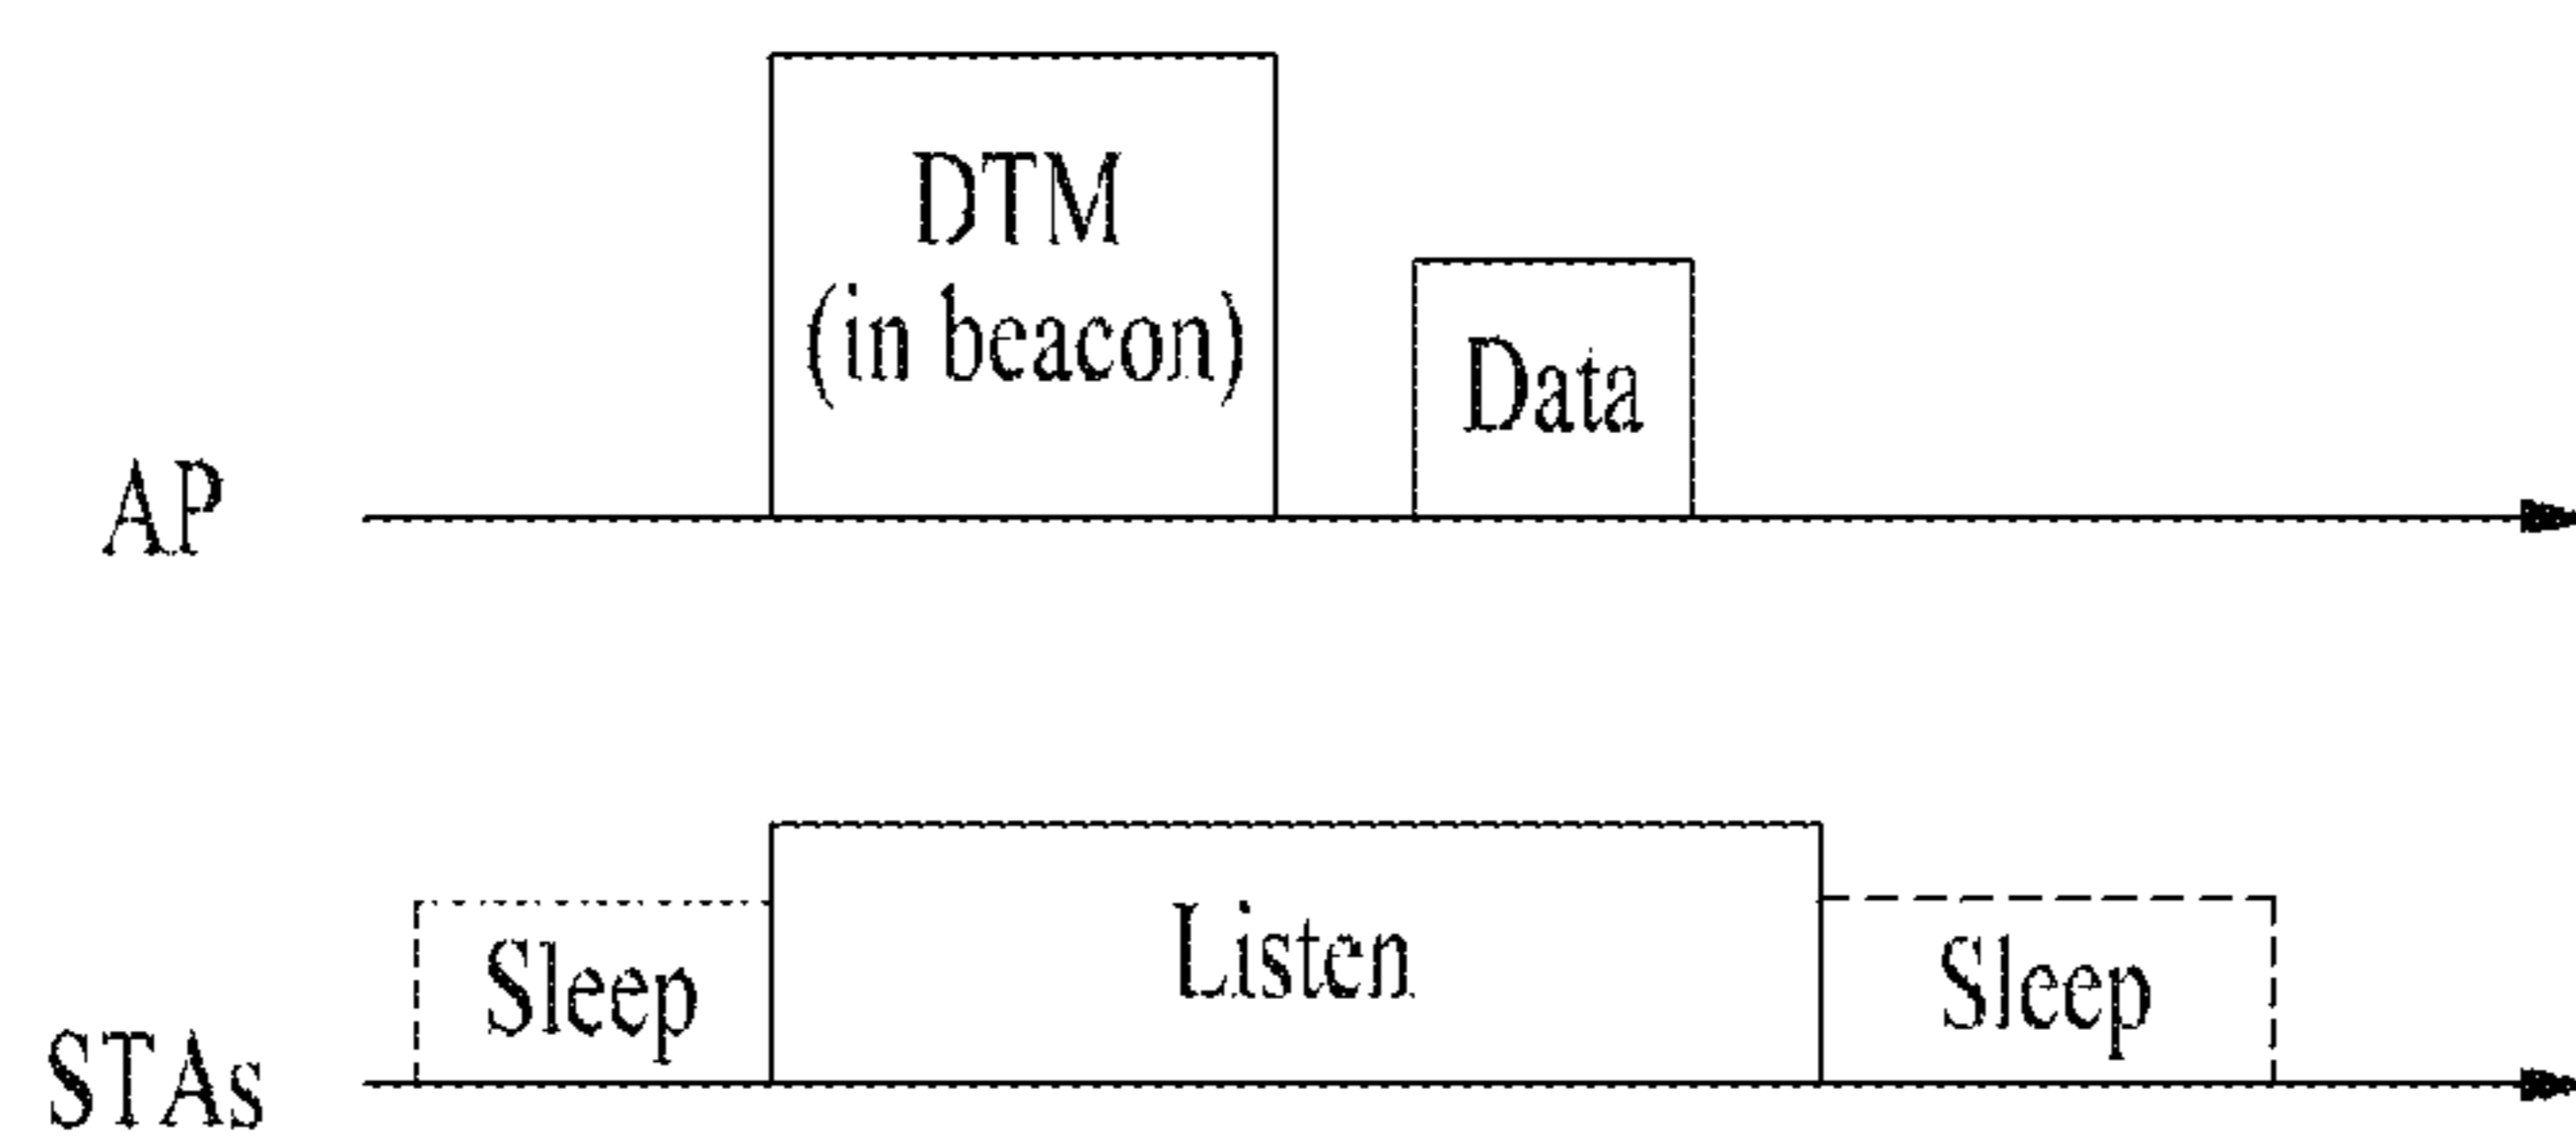 DTM
(in beacon)
Data
AP
Listen
Sleep
Sleep
STAs